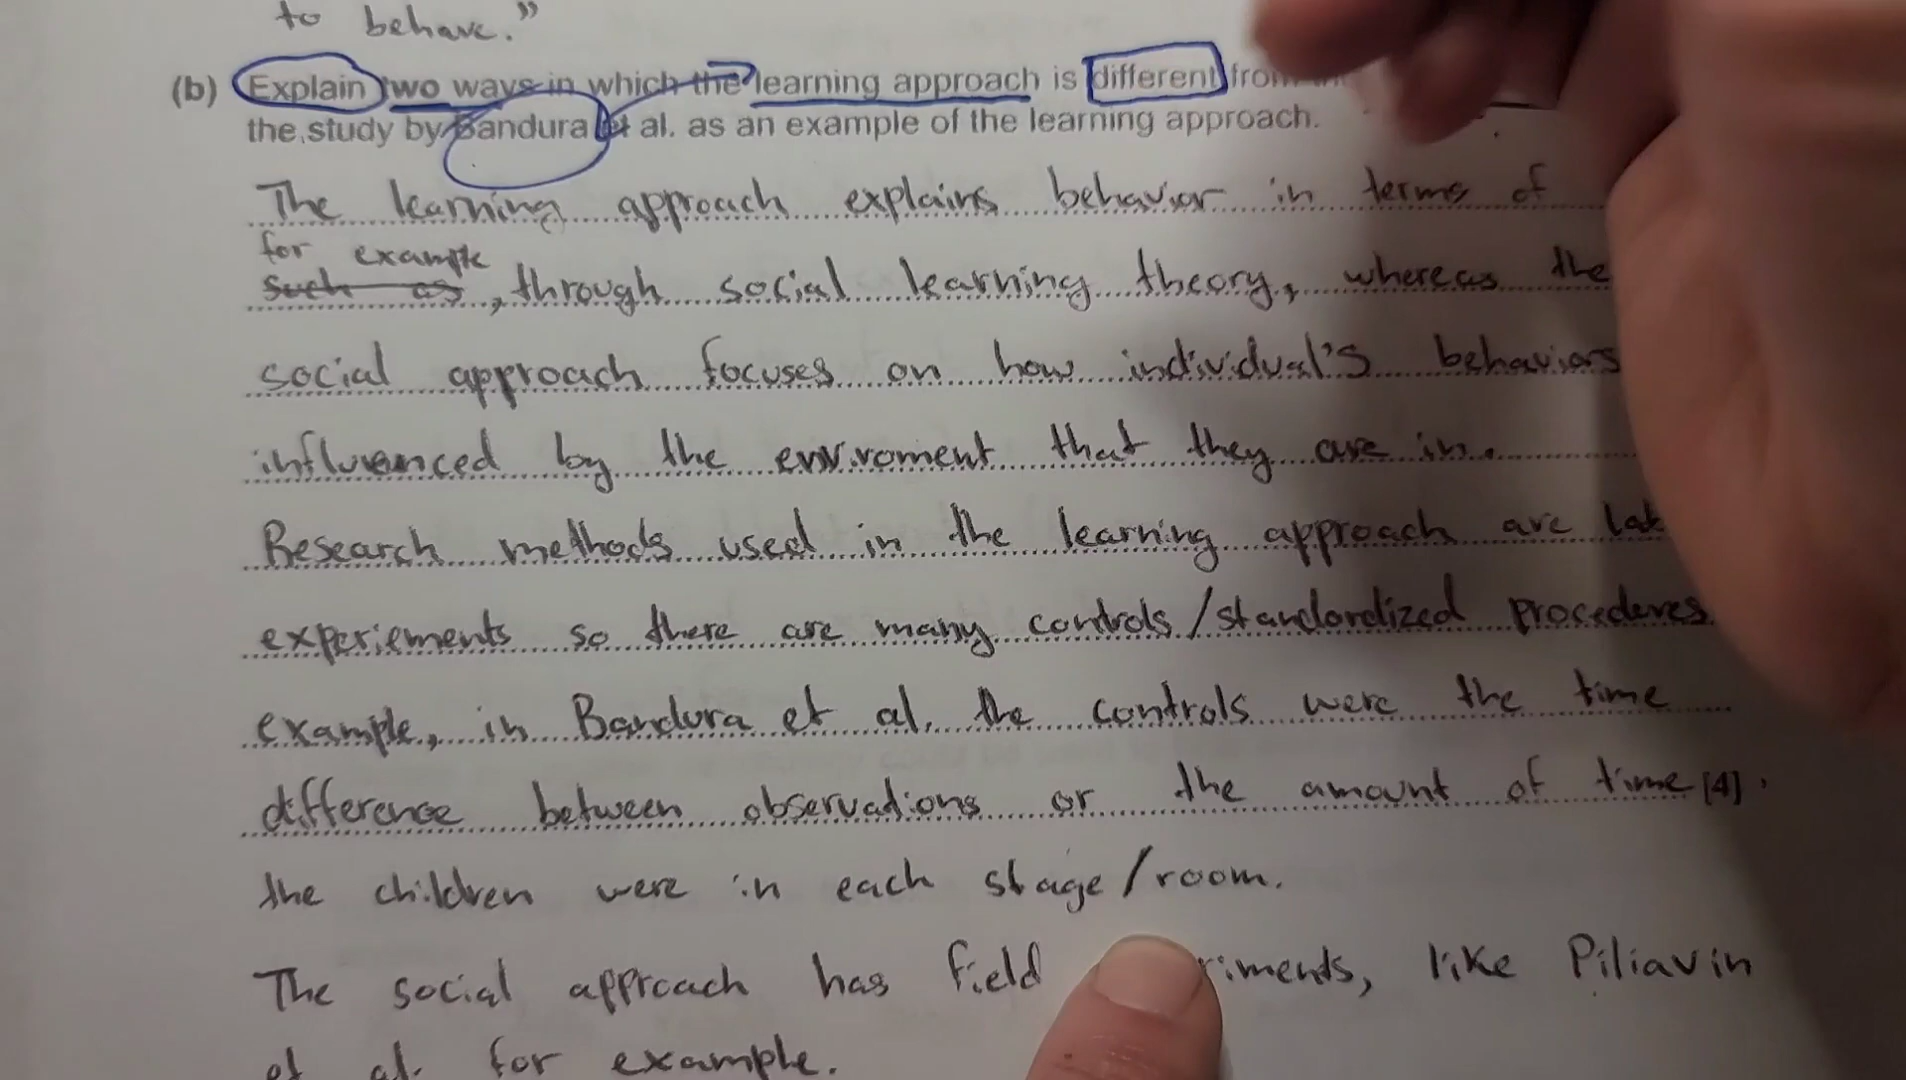 to behave."
(b) Explain two ways in which the learning approach is different from
the study by Bandura et al. as an example of the learning approach.
The learning approach explains behavior in terms of
for example
such as, through social learning theory, whereas the
social approach focuses on how individual's behaviors
influenced by the enviroment that they are in.
Research methods used in the learning approach are lab
experiements so there are many controls/standardized procederes
example, in Bandura et al. the controls were the time
difference between observations or the amount of time [4]
the children were in each stage/room.
The social approach has field riments, like Piliavin
et al. for example.